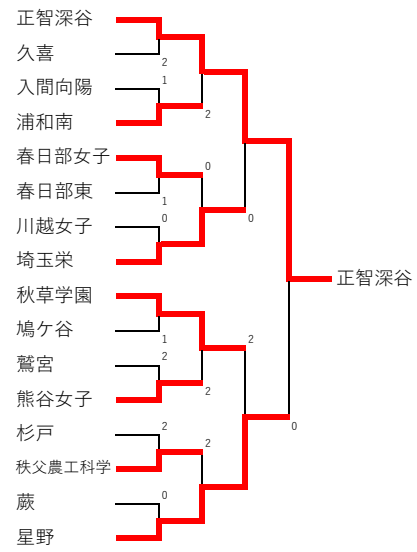 正智深谷
久喜
2
入間向陽
1
浦和南
2
春日部女子
0
春日部東
1
川越女子
0
0
埼玉栄
秋草学園
正智深谷
鳩ケ谷
1
2
鷲宮
2
熊谷女子
2
杉戸
2
0
秩父農工科学
2
蕨
0
星野